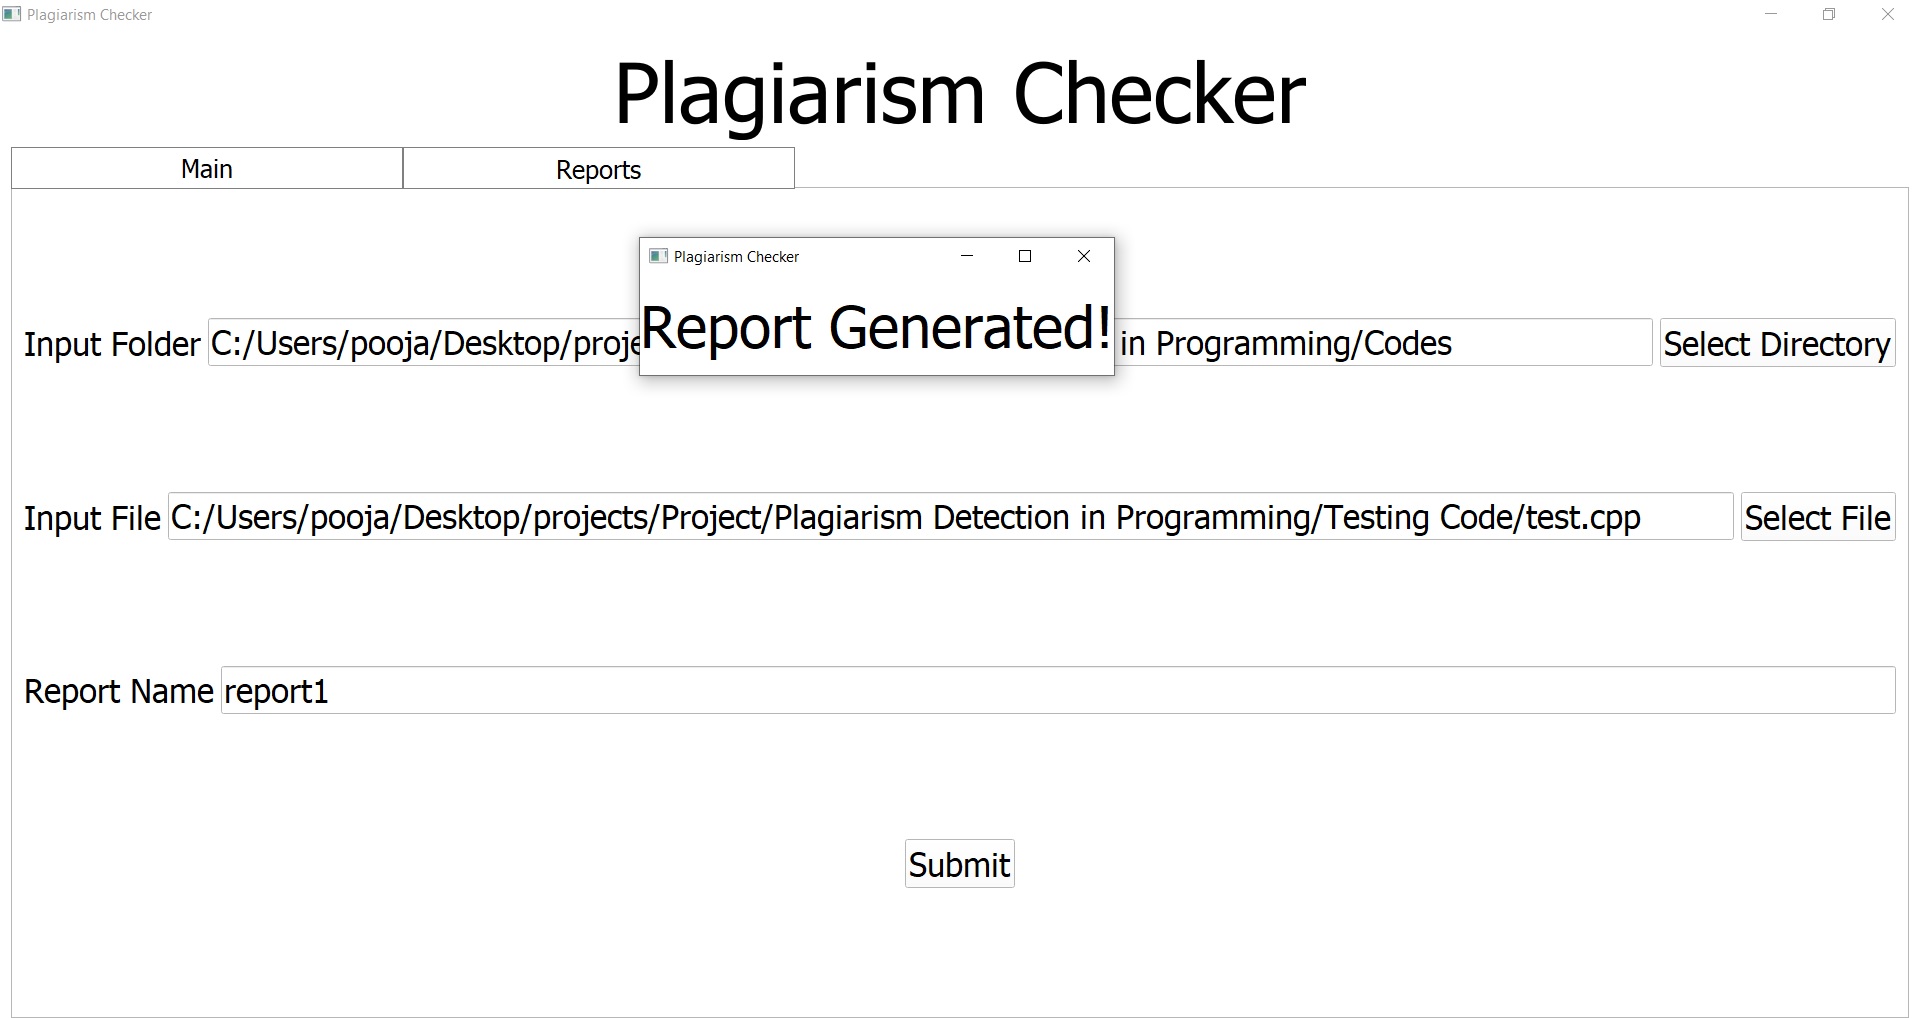 Plagiarism Checker
Plagiarism Checker
Main Reports
Plagiarism Checker
Report Generated!
Input Folder C:/Users/pooja/Desktop/proje in Programming/Codes Select Directory
Input File C:/Users/pooja/Desktop/projects/Project/Plagiarism Detection in Programming/Testing Code/test.cpp Select File
Report Name report1
Submit